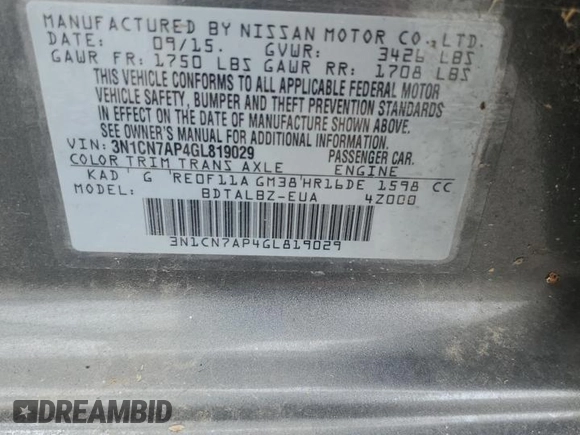 MANUFACTURED BY NISSAN MOTOR CO.,LTD.
DATE: 09/15. GVWR: 3426 LBS
GAWR FR: 1750 LBS GAWR RR: 1708 LBS
THIS VEHICLE CONFORMS TO ALL APPLICABLE FEDERAL MOTOR
VEHICLE SAFETY, BUMPER AND THEFT PREVENTION STANDARDS
IN EFFECT ON THE DATE OF MANUFACTURE SHOWN ABOVE.
SEE OWNER'S MANUAL FOR ADDITIONAL INFORMATION.
VIN: 3N1CN7AP4GL819029 PASSENGER CAR.
COLOR TRIM TRANS AXLE ENGINE
KAD G RE0F11A GM38 HR16DE 1598 CC
MODEL: BDTALBZ-EUA 4Z000
3N1CN7AP4GL819029
DREAMBID